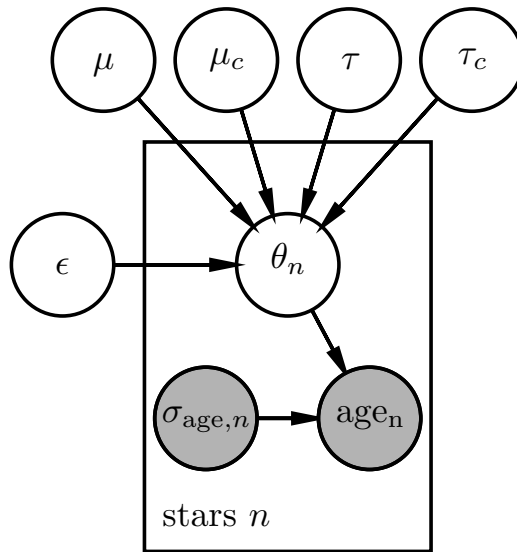 μ μ_c τ τ_c
ϵ θ_n
σ_age,n age_n
stars n